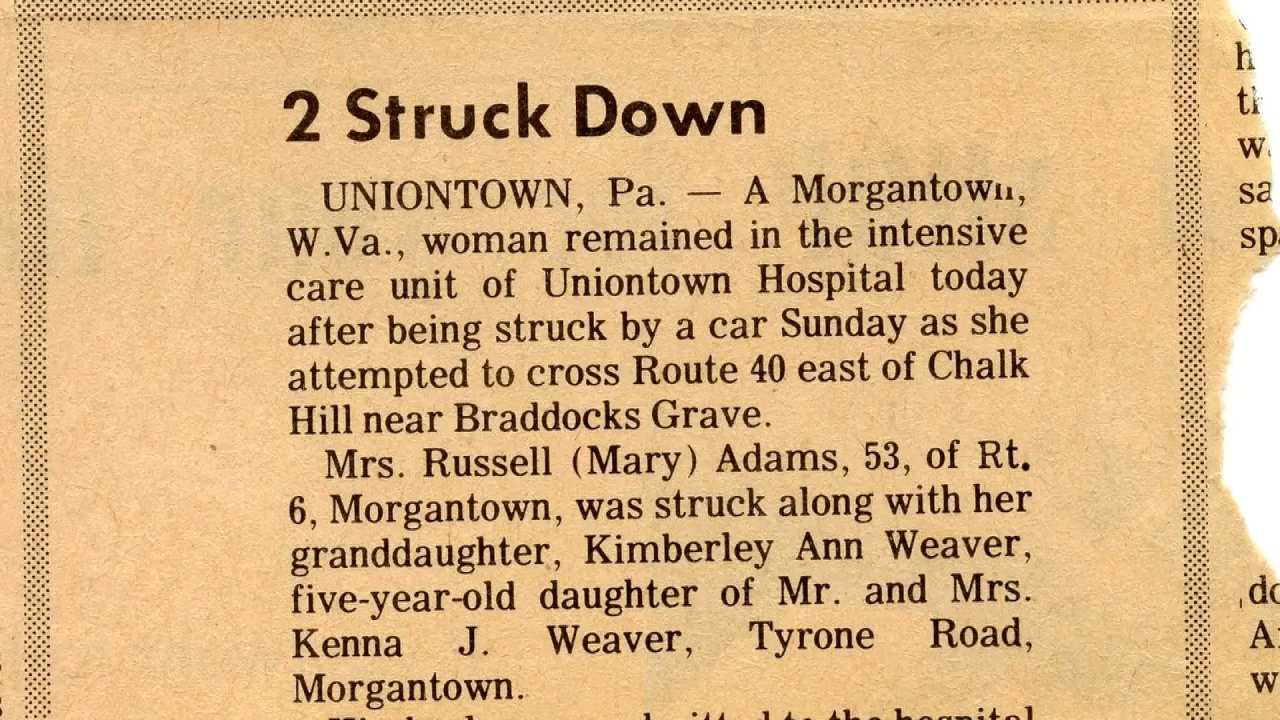 2 Struck Down
UNIONTOWN, Pa. — A Morgantown,
W.Va., woman remained in the intensive
care unit of Uniontown Hospital today
after being struck by a car Sunday as she
attempted to cross Route 40 east of Chalk
Hill near Braddocks Grave.
Mrs. Russell (Mary) Adams, 53, of Rt.
6, Morgantown, was struck along with her
granddaughter, Kimberley Ann Weaver,
five-year-old daughter of Mr. and Mrs.
Kenna J. Weaver, Tyrone Road,
Morgantown.
to the hospital